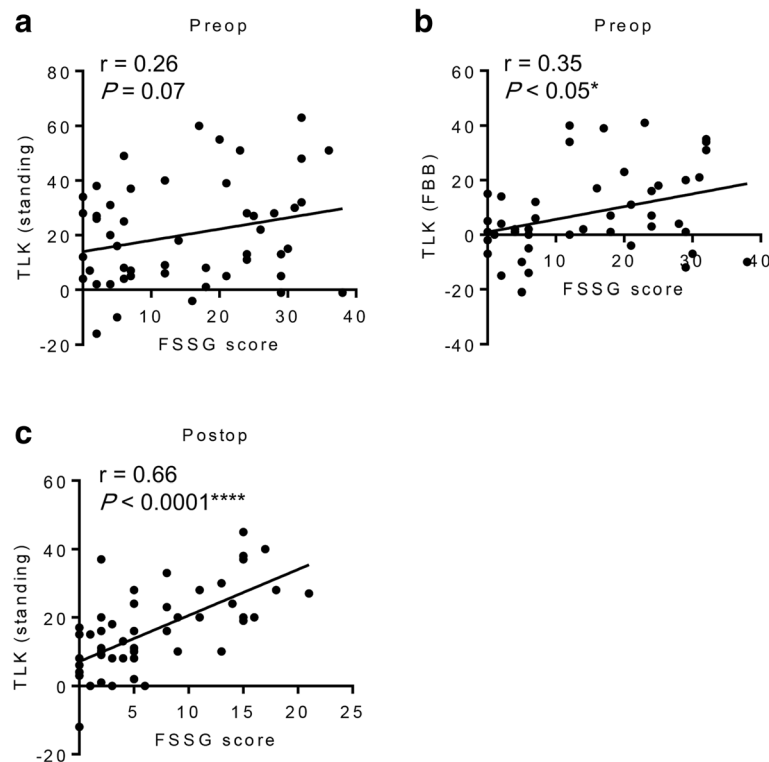 a
Preop
r = 0.26
P = 0.07
TLK (standing)
80
60
40
20
0
-20
10
20
30
40
FSSG score
b
Preop
r = 0.35
P < 0.05*
TLK (FBB)
60
40
20
0
-20
-40
10
20
30
40
FSSG score
c
Postop
r = 0.66
P < 0.0001****
TLK (standing)
60
40
20
0
-20
5
10
15
20
25
FSSG score